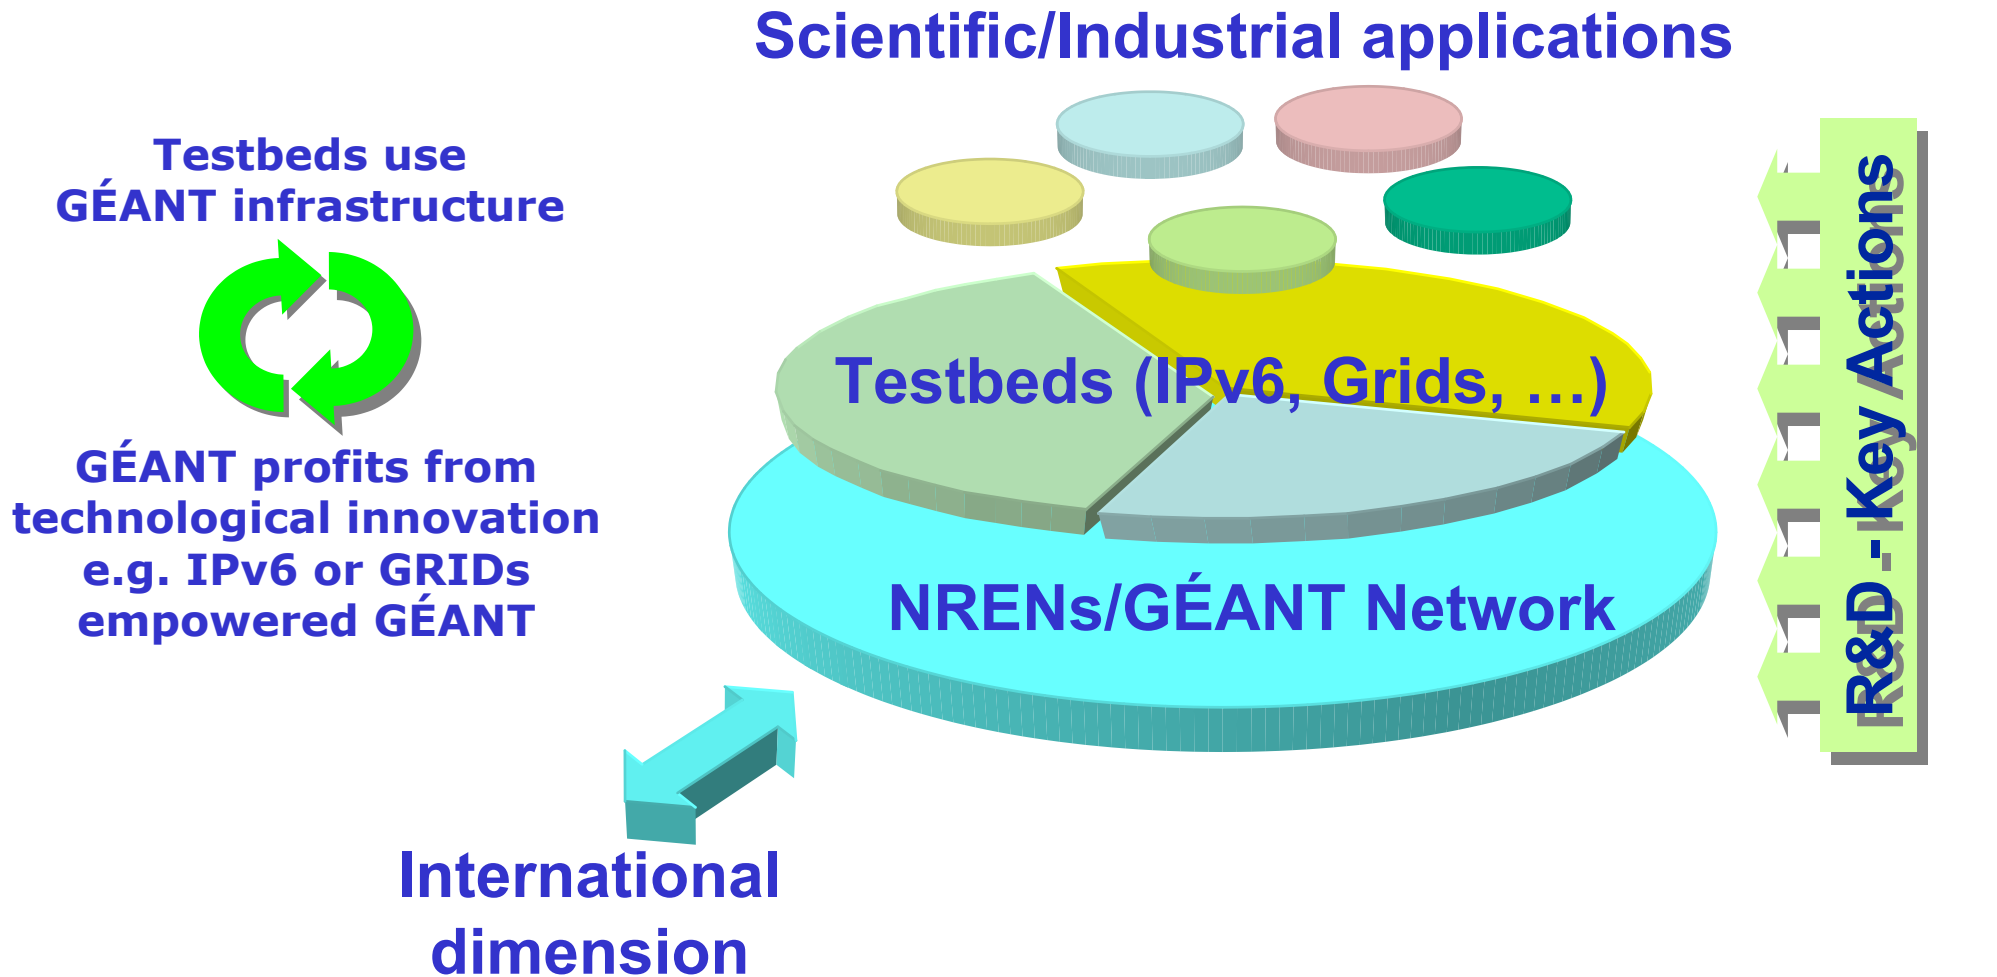 Scientific/Industrial applications
Testbeds use
GÉANT infrastructure
GÉANT profits from
technological innovation
e.g. IPv6 or GRIDs
empowered GÉANT
Testbeds (IPv6, Grids, …)
NRENs/GÉANT Network
International
dimension
R&D - Key Actions